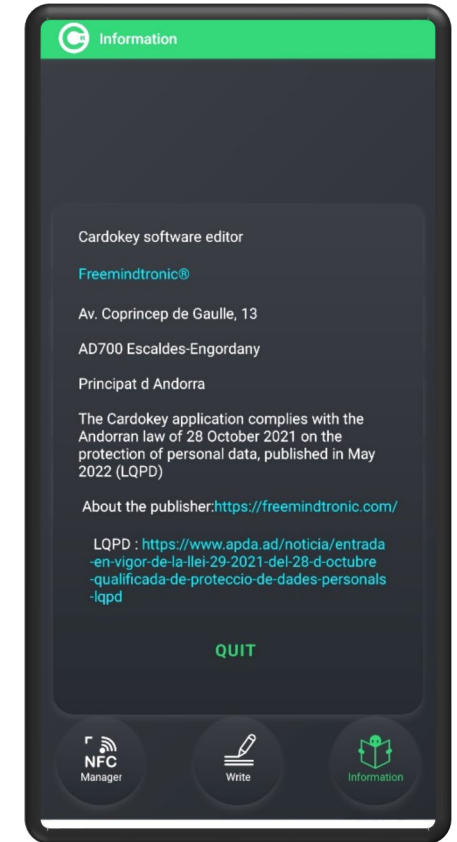 Information
Cardokey software editor
Freemindtronic®
Av. Coprincep de Gaulle, 13
AD700 Escaldes-Engordany
Principat d Andorra
The Cardokey application complies with the
Andorran law of 28 October 2021 on the
protection of personal data, published in May
2022 (LQPD)
About the publisher:https://freemindtronic.com/
LQPD : https://www.apda.ad/noticia/entrada
-en-vigor-de-la-llei-29-2021-del-28-d-octubre
-qualificada-de-proteccio-de-dades-personals
-lqpd
QUIT
NFC
Manager
Write
Information